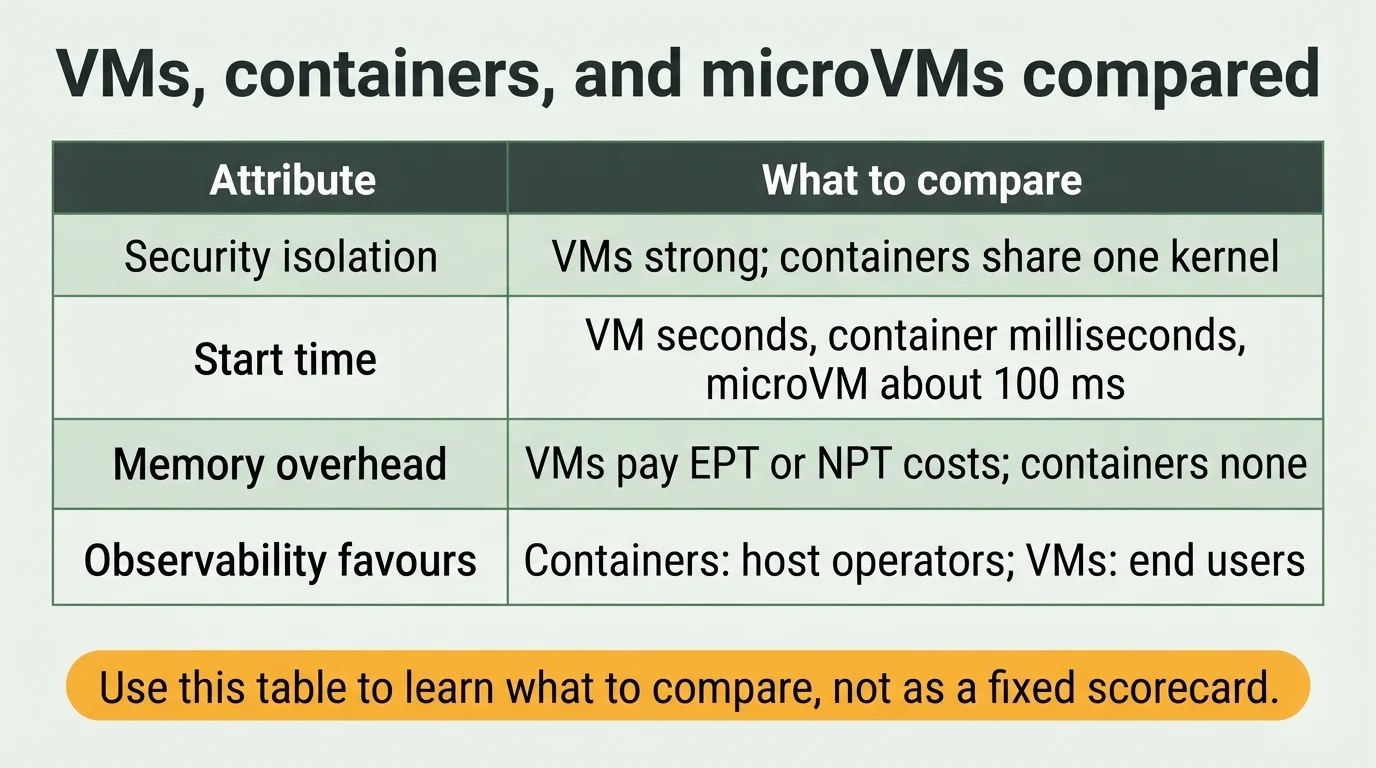 VMs, containers, and microVMs compared
Attribute
What to compare
Security isolation
VMs strong; containers share one kernel
Start time
VM seconds, container milliseconds,
microVM about 100 ms
Memory overhead
VMs pay EPT or NPT costs; containers none
Observability favours
Containers: host operators; VMs: end users
Use this table to learn what to compare, not as a fixed scorecard.